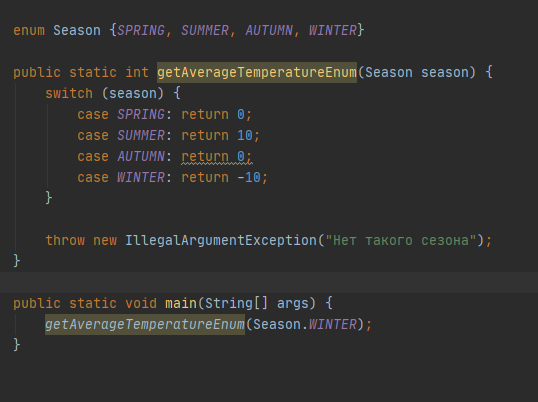 enum Season {SPRING, SUMMER, AUTUMN, WINTER}
public static int getAverageTemperatureEnum(Season season) {
switch (season) {
case SPRING: return 0;
case SUMMER: return 10;
case AUTUMN: return 0;
case WINTER: return -10;
}
throw new IllegalArgumentException("Нет такого сезона");
}
public static void main(String[] args) {
getAverageTemperatureEnum(Season.WINTER);
}